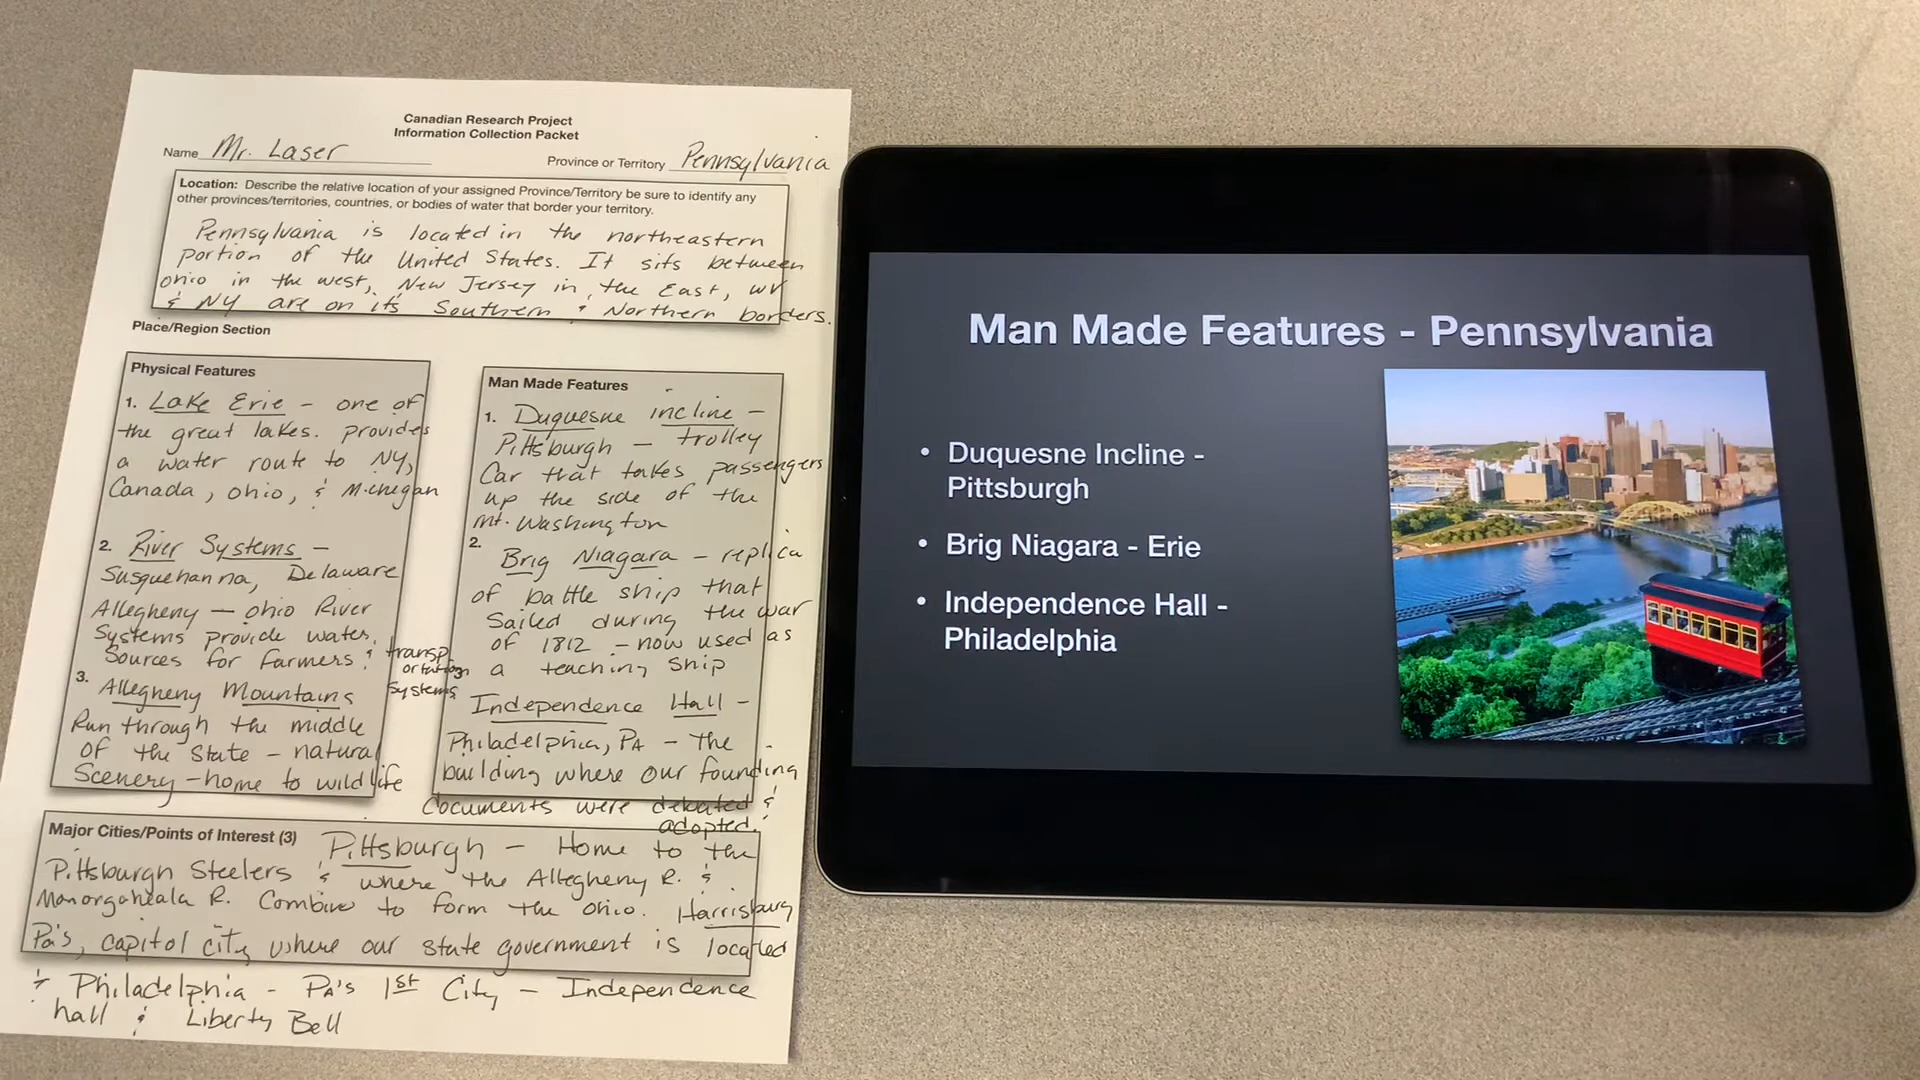 Canadian Research Project
Information Collection Packet
Name Mr. Laser
Province or Territory Pennsylvania
Location: Describe the relative location of your assigned Province/Territory be sure to identify any
other provinces/territories, countries, or bodies of water that border your territory.
Pennsylvania is located in the northeastern
portion of the United States. It sits between
ohio in the west, New Jersey in the East, WV
& NY are on it's Southern & Northern borders.
Place/Region Section
Physical Features
1. Lake Erie - one of
the great lakes. provides
a water route to NY,
Canada, ohio, & Michegan
2. River Systems -
Susquehanna, Delaware
Allegheny - ohio River
Systems provide water
Sources for farmers & transp
ortation
systems
3. Allegheny Mountains
Run through the middle
of the state - natural
Scenery - home to wildlife
Man Made Features
1. Duquesne incline -
Pittsburgh - trolley
Car that takes passengers
up the side of the
Mt. Washington
2. Brig Niagara - replica
of battle ship that
Sailed during the war
of 1812 - now used as
a teaching ship
Independence Hall -
Philadelphia, PA - The
building where our founding
documents were debated &
adopted.
Major Cities/Points of Interest (3)
Pittsburgh - Home to the
Pittsburgh Steelers & where the Allegheny R. &
Monorgaheala R. Combine to form the Ohio. Harrisburg
Pa's, capitol city where our state government is located
+ Philadelphia - PA's 1st City - Independence
hall & Liberty Bell
Man Made Features - Pennsylvania
• Duquesne Incline -
Pittsburgh
• Brig Niagara - Erie
• Independence Hall -
Philadelphia